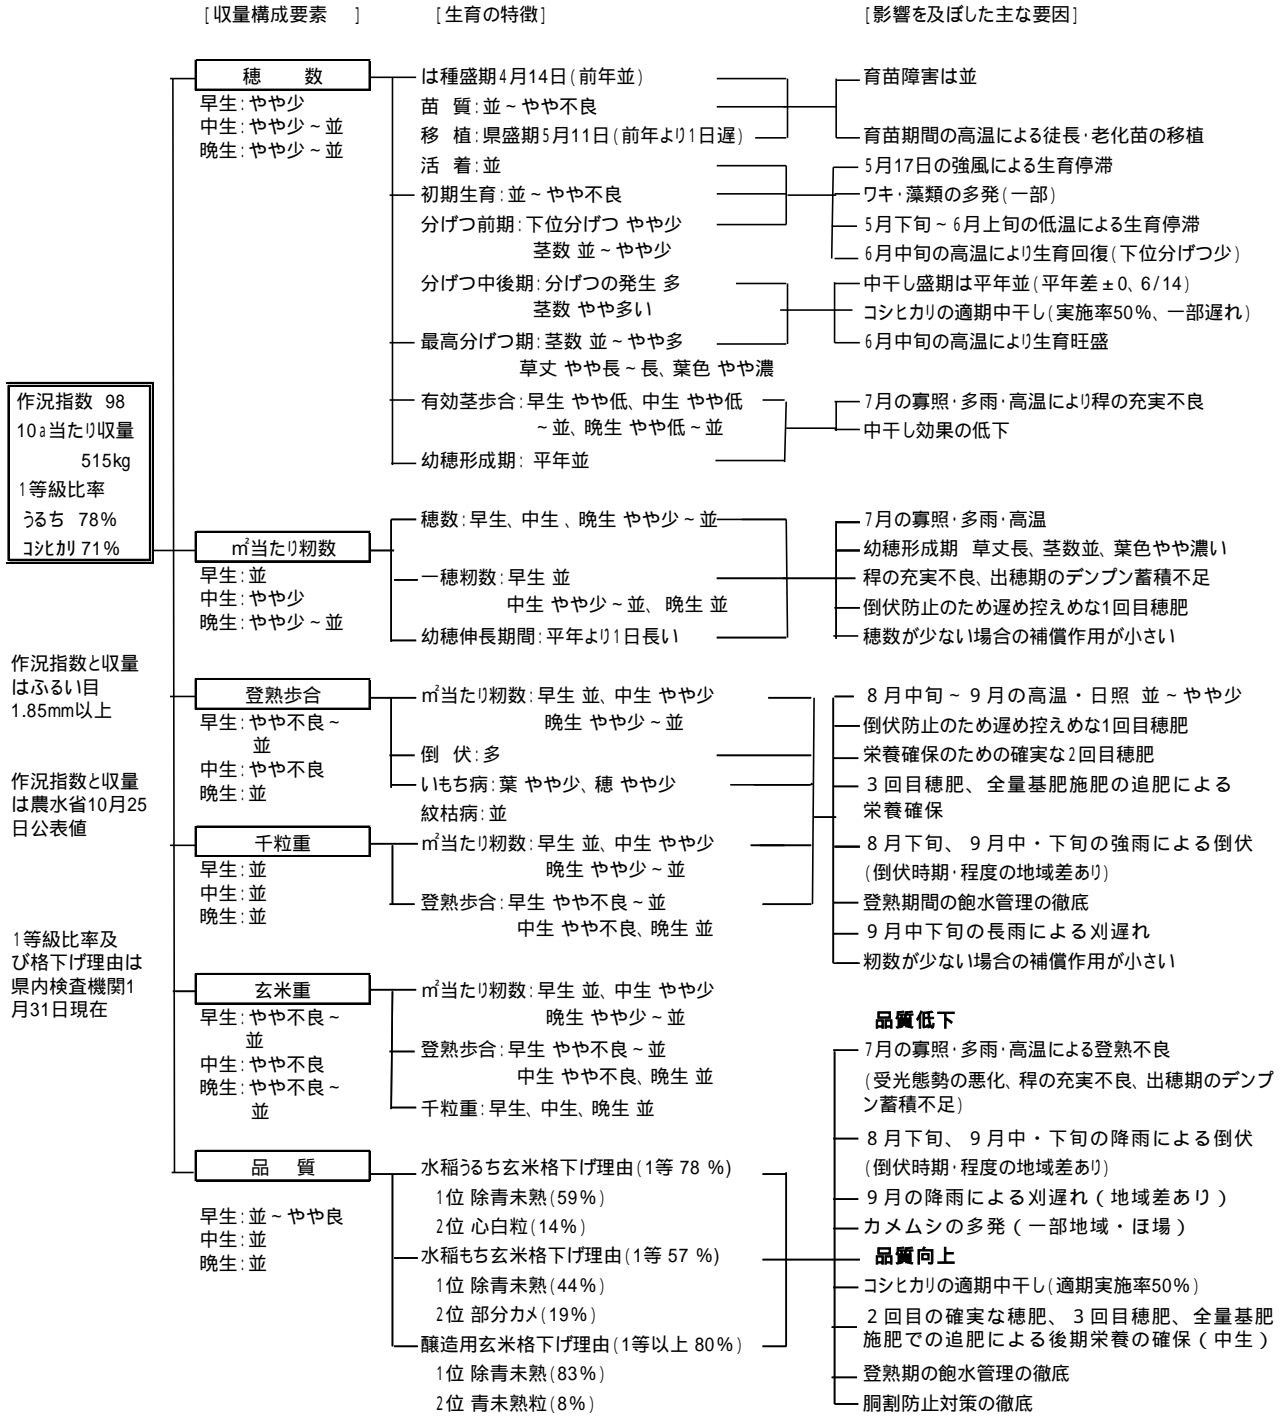 [収量構成要素　]
[生育の特徴]
[影響を及ぼした主な要因]
作況指数 98
10a当たり収量
515kg
1等級比率
うるち 78%
コシヒカリ 71%
作況指数と収量
はふるい目
1.85mm以上
作況指数と収量
は農水省10月25
日公表値
1等級比率及
び格下げ理由は
県内検査機関1
月31日現在
穂　数
早生:やや少
中生:やや少~並
晩生:やや少~並
は種盛期4月14日(前年並)
苗 質:並~やや不良
移 植:県盛期5月11日(前年より1日遅)
活 着:並
初期生育:並~やや不良
分げつ前期:下位分げつ やや少
茎数 並~やや少
分げつ中後期:分げつの発生 多
茎数 やや多い
最高分げつ期:茎数 並~やや多
草丈 やや長~長、葉色 やや濃
有効茎歩合:早生 やや低、中生 やや低
~並、晩生 やや低~並
幼穂形成期: 平年並
育苗障害は並
育苗期間の高温による徒長・老化苗の移植
5月17日の強風による生育停滞
ワキ・藻類の多発(一部)
5月下旬~6月上旬の低温による生育停滞
6月中旬の高温により生育回復(下位分げつ少)
中干し盛期は平年並(平年差±0、6/14)
コシヒカリの適期中干し(実施率50%、一部遅れ)
6月中旬の高温により生育旺盛
7月の寡照・多雨・高温により稈の充実不良
中干し効果の低下
㎡当たり籾数
早生:並
中生:やや少
晩生:やや少~並
穂数:早生、中生 、晩生 やや少~並
一穂籾数:早生 並
中生 やや少~並、 晩生 並
幼穂伸長期間:平年より1日長い
7月の寡照・多雨・高温
幼穂形成期 草丈長、茎数並、葉色やや濃い
稈の充実不良、出穂期のデンプン蓄積不足
倒伏防止のため遅め控えめな1回目穂肥
穂数が少ない場合の補償作用が小さい
登熟歩合
早生:やや不良~
並
中生:やや不良
晩生:並
㎡当たり籾数:早生 並、中生 やや少
晩生 やや少~並
倒 伏:多
いもち病:葉 やや少、穂 やや少
紋枯病:並
千粒重
早生:並
中生:並
晩生:並
㎡当たり籾数:早生 並、中生 やや少
晩生 やや少~並
登熟歩合:早生 やや不良~並
中生 やや不良、晩生 並
８月中旬~９月の高温・日照 並~やや少
倒伏防止のため遅め控えめな1回目穂肥
栄養確保のための確実な2回目穂肥
３回目穂肥、全量基肥施肥の追肥による
栄養確保
８月下旬、９月中・下旬の強雨による倒伏
(倒伏時期・程度の地域差あり)
登熟期間の飽水管理の徹底
９月中下旬の長雨による刈遅れ
籾数が少ない場合の補償作用が小さい
玄米重
早生:やや不良~
並
中生:やや不良
晩生:やや不良~
並
㎡当たり籾数:早生 並、中生 やや少
晩生 やや少~並
登熟歩合:早生 やや不良~並
中生 やや不良、晩生 並
千粒重:早生、中生、晩生 並
品　質
早生:並~やや良
中生:並
晩生:並
水稲うるち玄米格下げ理由(1等 78 %)
1位 除青未熟(59%)
2位 心白粒(14%)
水稲もち玄米格下げ理由(1等 57 %)
1位 除青未熟(44%)
2位 部分カメ(19%)
醸造用玄米格下げ理由(1等以上 80%)
1位 除青未熟(83%)
2位 青未熟粒(8%)
品質低下
7月の寡照・多雨・高温による登熟不良
(受光態勢の悪化、稈の充実不良、出穂期のデンプ
ン蓄積不足)
８月下旬、９月中・下旬の降雨による倒伏
(倒伏時期・程度の地域差あり)
９月の降雨による刈遅れ（地域差あり）
カメムシの多発（一部地域・ほ場）
品質向上
コシヒカリの適期中干し(適期実施率50%)
２回目の確実な穂肥、３回目穂肥、全量基肥
施肥での追肥による後期栄養の確保（中生）
登熟期の飽水管理の徹底
胴割防止対策の徹底